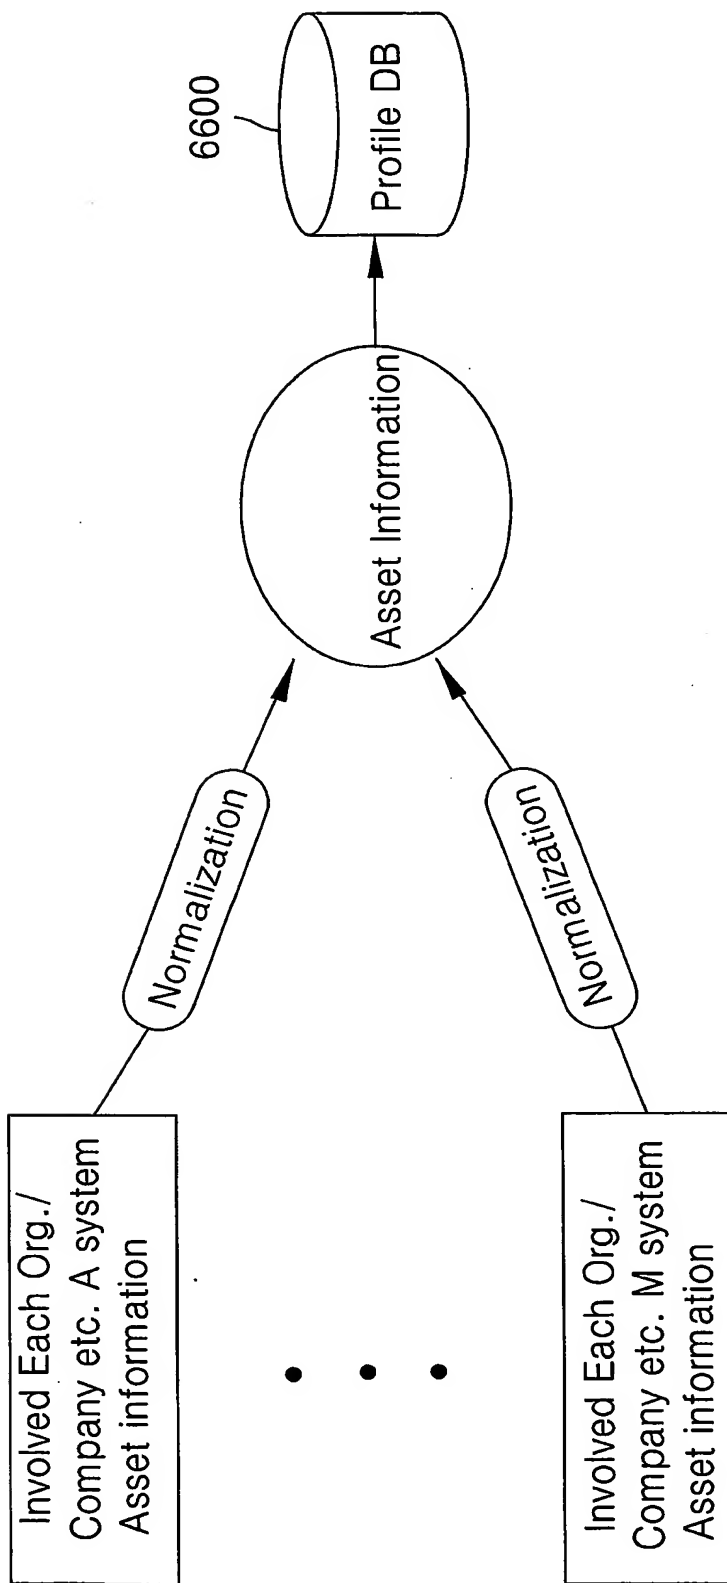 Involved Each Org./
Company etc. A system
Asset information
Involved Each Org./
Company etc. M system
Asset information
Normalization
Normalization
Asset Information
Profile DB
6600